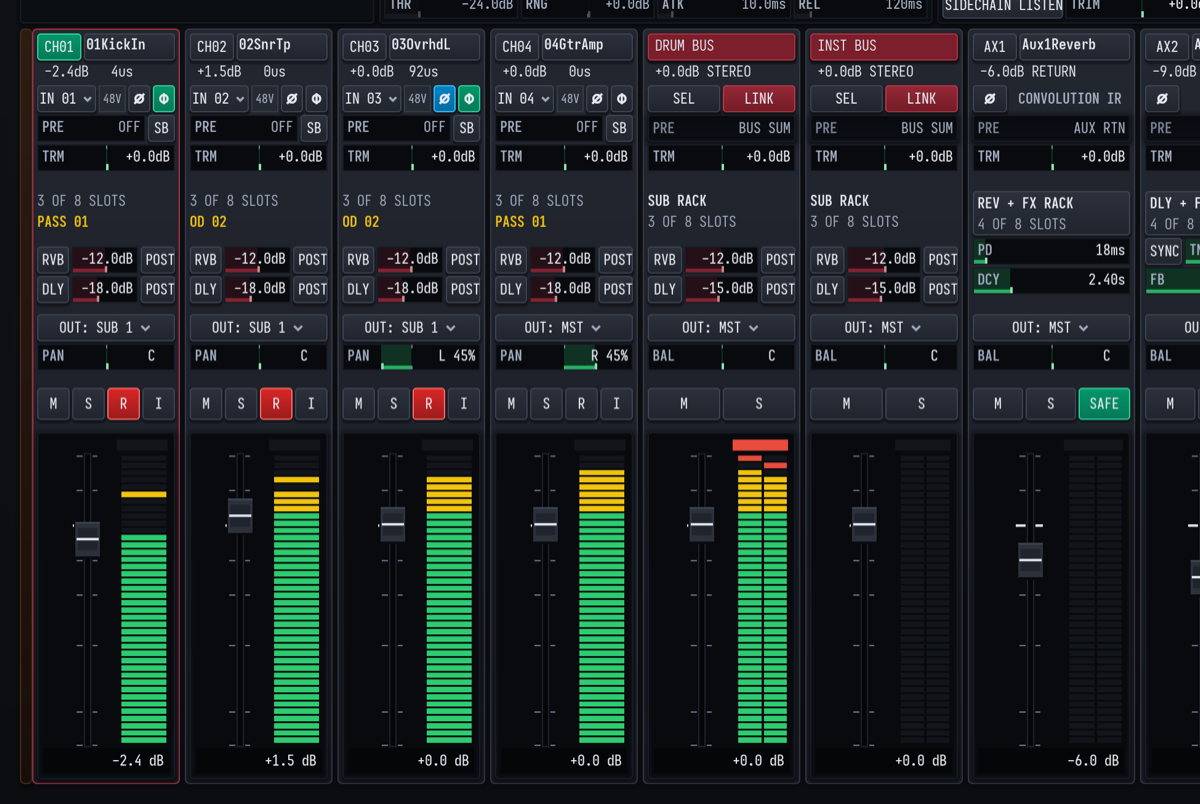 THR -24.0dB RNG +0.0dB ATK 10.0ms REL 120ms SIDECHAIN LISTEN TRIM
CH01 01KickIn
-2.4dB 4us
IN 01 48V Ø Φ
PRE OFF SB
TRM +0.0dB
3 OF 8 SLOTS
PASS 01
RVB -12.0dB POST
DLY -18.0dB POST
OUT: SUB 1
PAN C
M S R I
-2.4 dB
CH02 02SnrTp
+1.5dB 0us
IN 02 48V Ø Φ
PRE OFF SB
TRM +0.0dB
3 OF 8 SLOTS
OD 02
RVB -12.0dB POST
DLY -18.0dB POST
OUT: SUB 1
PAN C
M S R I
+1.5 dB
CH03 03OvrhdL
+0.0dB 92us
IN 03 48V Ø Φ
PRE OFF SB
TRM +0.0dB
3 OF 8 SLOTS
OD 02
RVB -12.0dB POST
DLY -18.0dB POST
OUT: SUB 1
PAN L 45%
M S R I
+0.0 dB
CH04 04GtrAmp
+0.0dB 0us
IN 04 48V Ø Φ
PRE OFF SB
TRM +0.0dB
3 OF 8 SLOTS
PASS 01
RVB -12.0dB POST
DLY -18.0dB POST
OUT: MST
PAN R 45%
M S R I
+0.0 dB
DRUM BUS
+0.0dB STEREO
SEL LINK
PRE BUS SUM
TRM +0.0dB
SUB RACK
3 OF 8 SLOTS
RVB -12.0dB POST
DLY -15.0dB POST
OUT: MST
BAL C
M S
+0.0 dB
INST BUS
+0.0dB STEREO
SEL LINK
PRE BUS SUM
TRM +0.0dB
SUB RACK
3 OF 8 SLOTS
RVB -12.0dB POST
DLY -15.0dB POST
OUT: MST
BAL C
M S
+0.0 dB
AX1 Aux1Reverb
-6.0dB RETURN
Ø CONVOLUTION IR
PRE AUX RTN
TRM +0.0dB
REV + FX RACK
4 OF 8 SLOTS
PD 18ms
DCY 2.40s
OUT: MST
BAL C
M S SAFE
-6.0 dB
AX2
-9.0dB
Ø
PRE
TRM
DLY +
4 OF 8
SYNC
FB
BAL
M